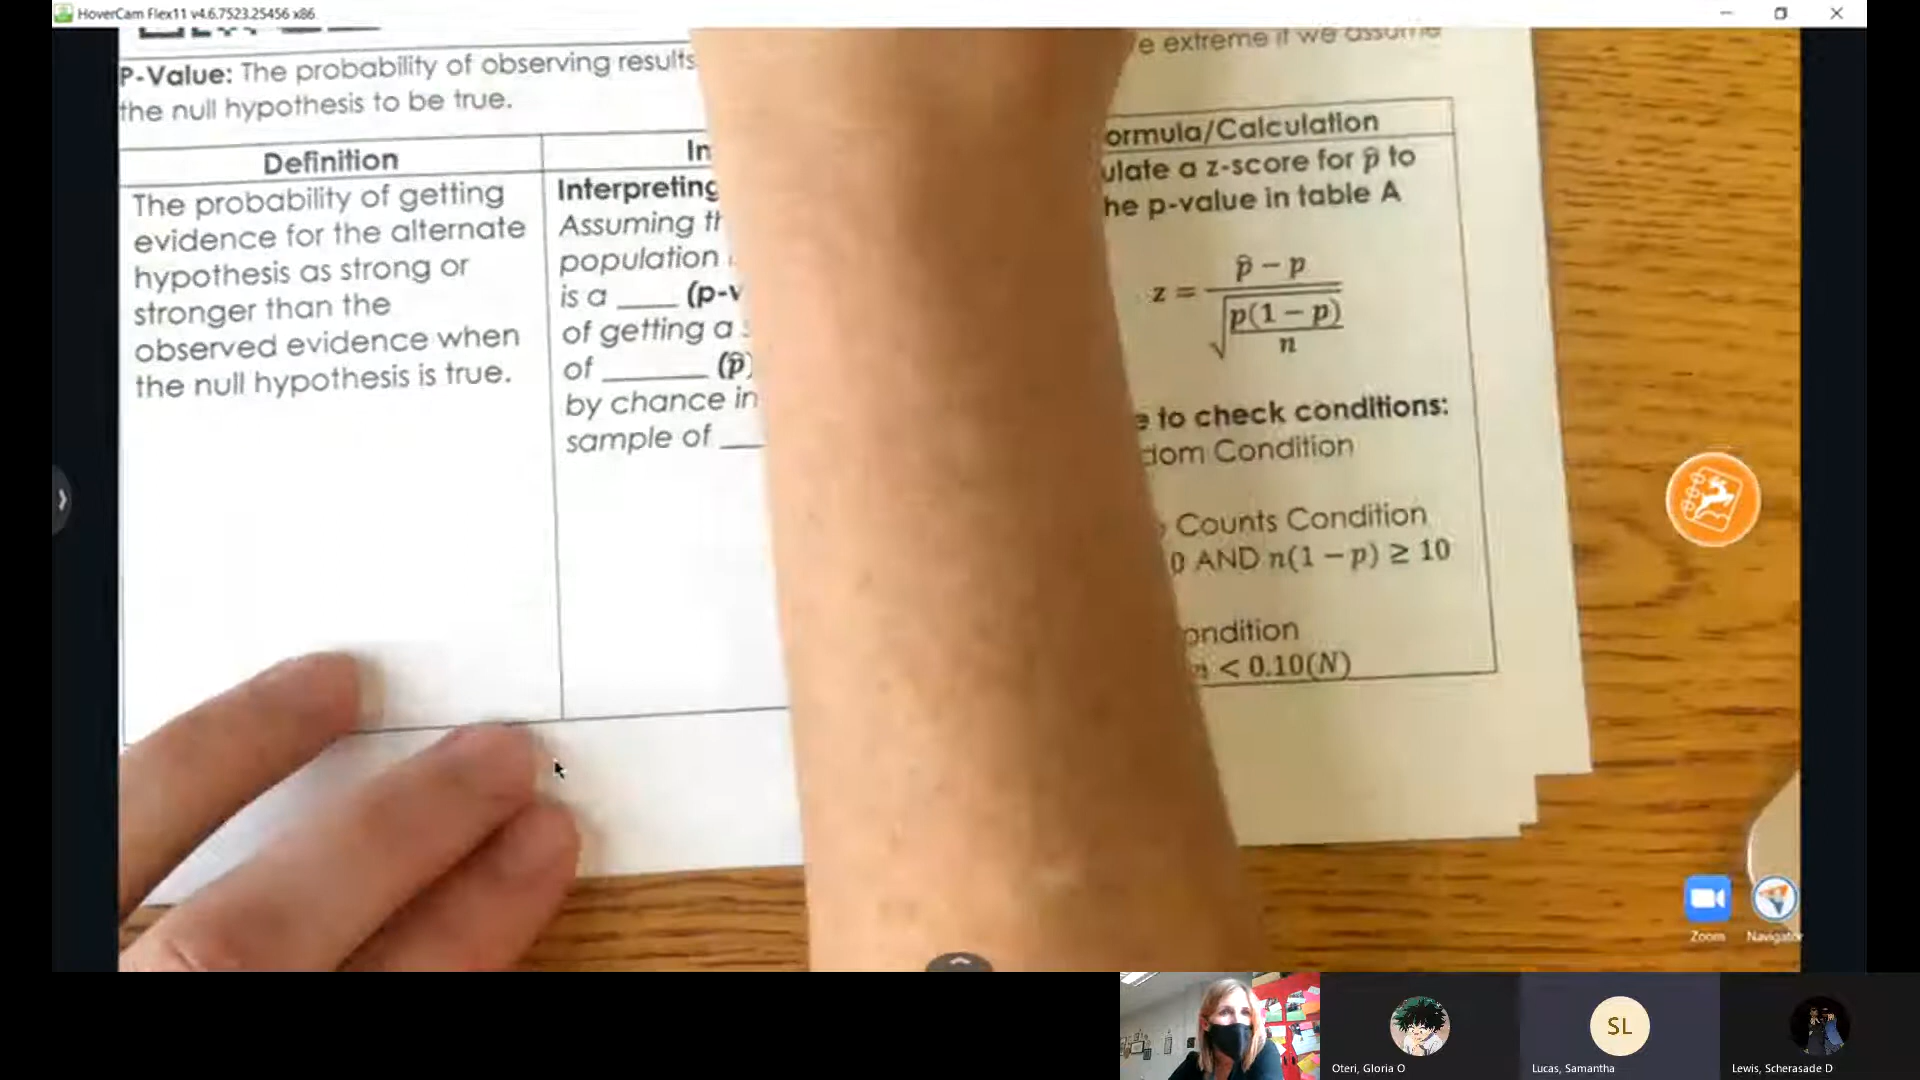 HoverCam Flex11 v4.6.7523.25456 x86
e extreme if we assume
P-Value: The probability of observing results
the null hypothesis to be true.
Definition
The probability of getting
evidence for the alternate
hypothesis as strong or
stronger than the
observed evidence when
the null hypothesis is true.
In
Interpreting
Assuming th
population
is a ____ (p-v
of getting a s
of ______ (p̂)
by chance in
sample of ___
ormula/Calculation
ulate a z-score for p̂ to
he p-value in table A
z = (p̂ − p) / √(p(1 − p)/n)
e to check conditions:
dom Condition
Counts Condition
0 AND n(1 − p) ≥ 10
ondition
n < 0.10(N)
Zoom
Navigator
SL
Oteri, Gloria O
Lucas, Samantha
Lewis, Scherasade D